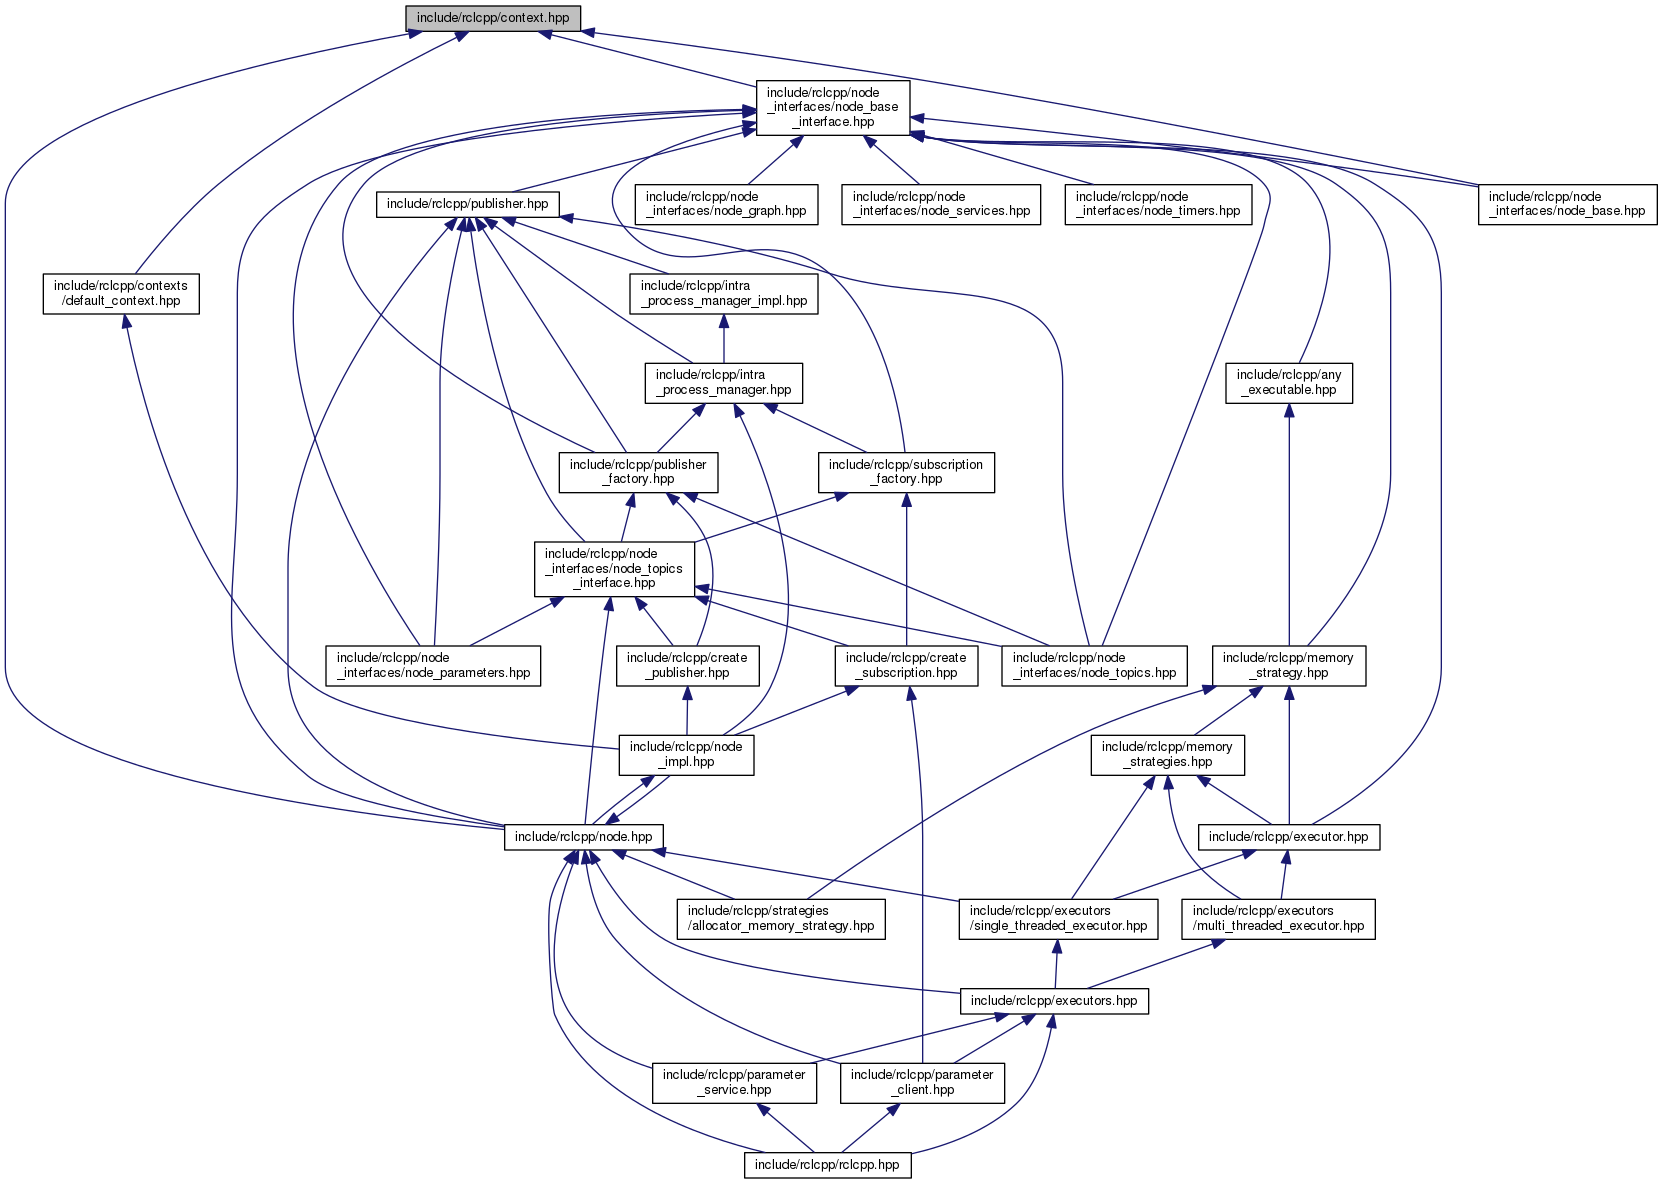 include/rclcpp/context.hpp
include/rclcpp/node
_interfaces/node_base
_interface.hpp
include/rclcpp/publisher.hpp
include/rclcpp/node
_interfaces/node_graph.hpp
include/rclcpp/node
_interfaces/node_services.hpp
include/rclcpp/node
_interfaces/node_timers.hpp
include/rclcpp/node
_interfaces/node_base.hpp
include/rclcpp/contexts
/default_context.hpp
include/rclcpp/intra
_process_manager_impl.hpp
include/rclcpp/intra
_process_manager.hpp
include/rclcpp/any
_executable.hpp
include/rclcpp/publisher
_factory.hpp
include/rclcpp/subscription
_factory.hpp
include/rclcpp/node
_interfaces/node_topics
_interface.hpp
include/rclcpp/node
_interfaces/node_parameters.hpp
include/rclcpp/create
_publisher.hpp
include/rclcpp/create
_subscription.hpp
include/rclcpp/node
_interfaces/node_topics.hpp
include/rclcpp/memory
_strategy.hpp
include/rclcpp/node
_impl.hpp
include/rclcpp/memory
_strategies.hpp
include/rclcpp/node.hpp
include/rclcpp/executor.hpp
include/rclcpp/strategies
/allocator_memory_strategy.hpp
include/rclcpp/executors
/single_threaded_executor.hpp
include/rclcpp/executors
/multi_threaded_executor.hpp
include/rclcpp/executors.hpp
include/rclcpp/parameter
_service.hpp
include/rclcpp/parameter
_client.hpp
include/rclcpp/rclcpp.hpp